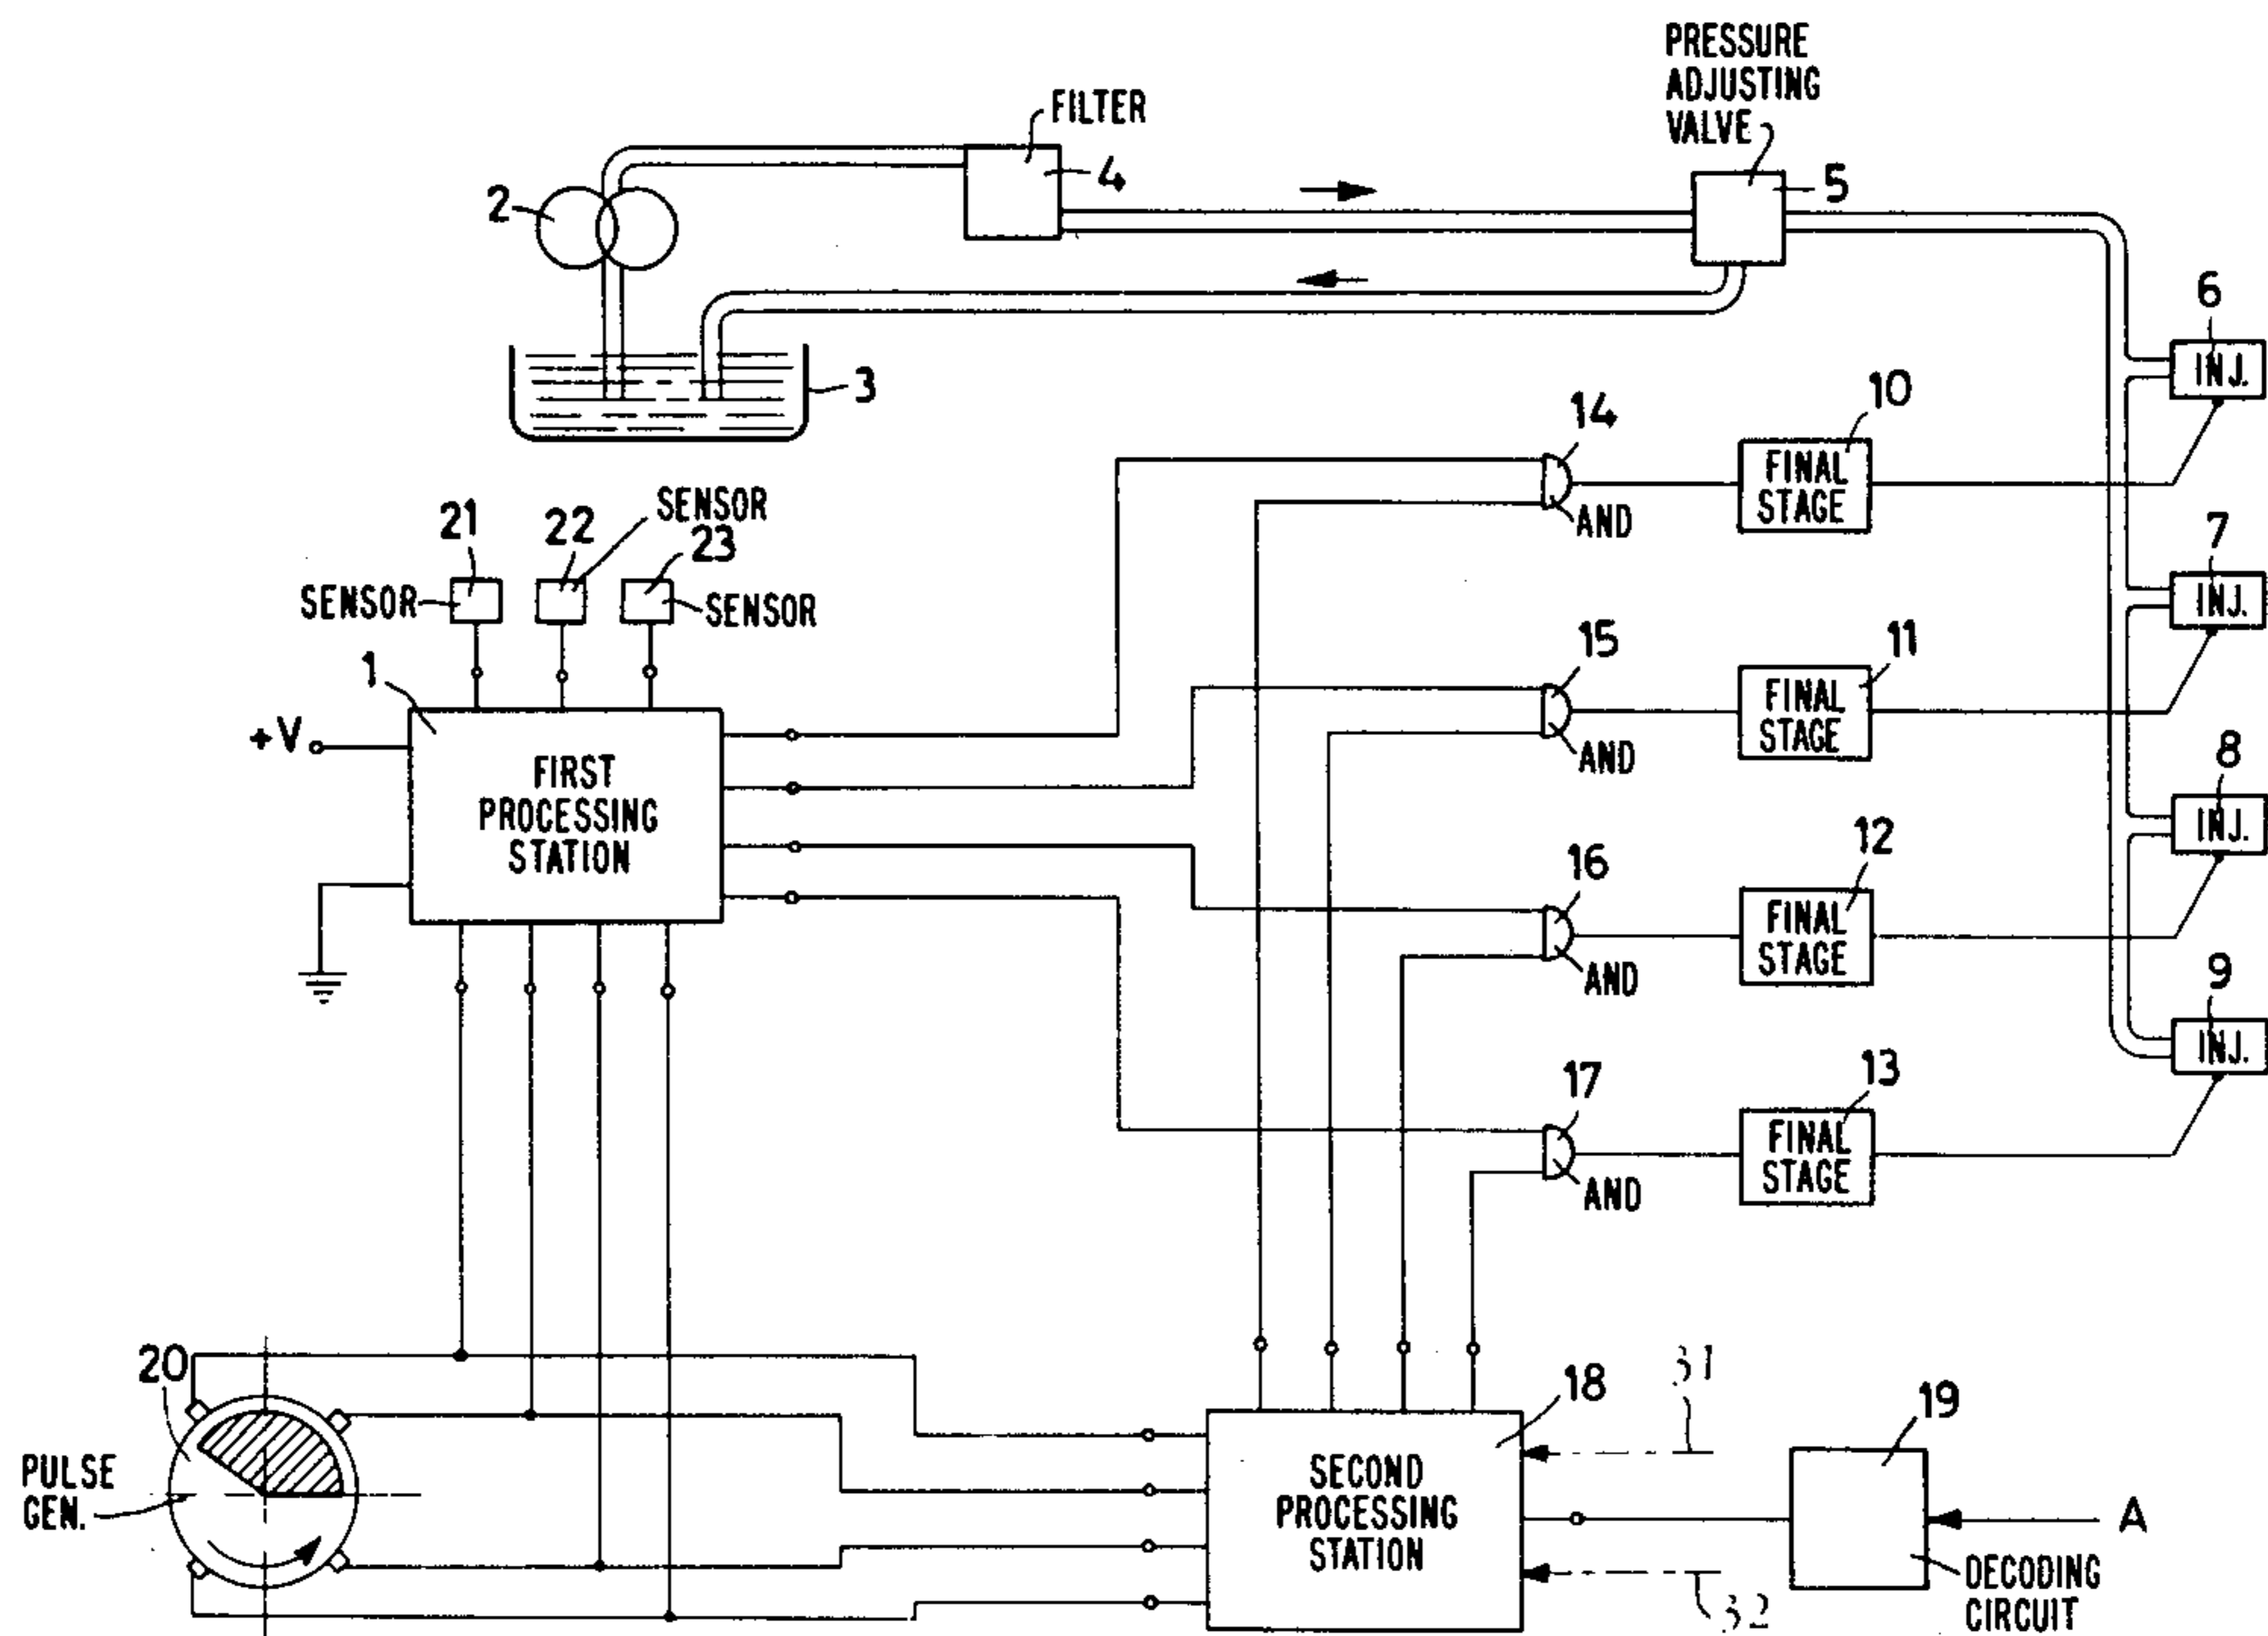 PRESSURE
ADJUSTING
VALVE
FILTER
4
5
2
3
6
INJ.
7
INJ.
8
INJ.
9
INJ.
14
AND
10
FINAL
STAGE
15
AND
11
FINAL
STAGE
16
AND
12
FINAL
STAGE
17
AND
13
FINAL
STAGE
21
SENSOR
22
SENSOR
23
SENSOR
1
+V
FIRST
PROCESSING
STATION
20
PULSE
GEN.
18
SECOND
PROCESSING
STATION
31
32
19
A
DECODING
CIRCUIT